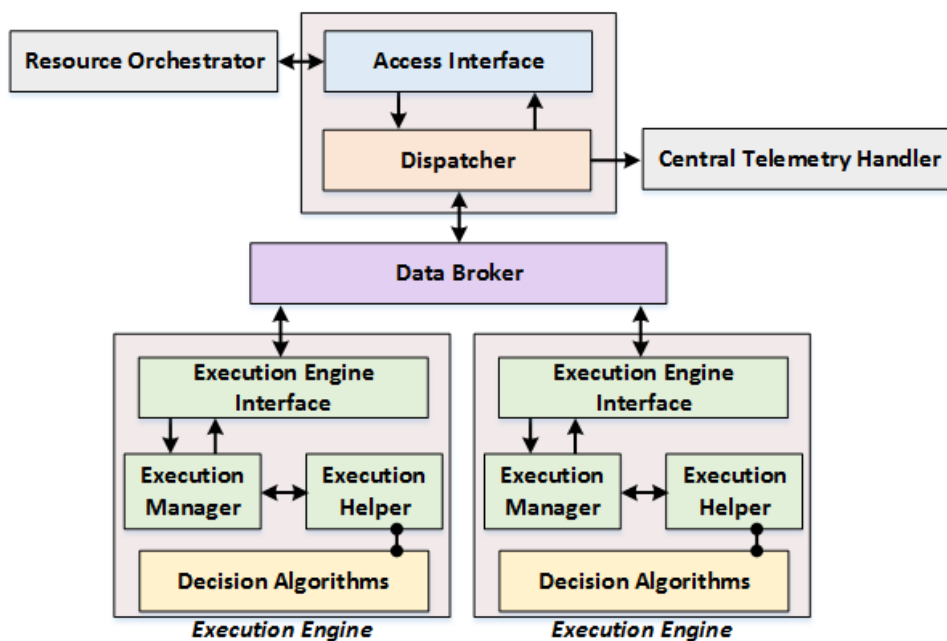 Resource Orchestrator
Access Interface
Dispatcher
Central Telemetry Handler
Data Broker
Execution Engine
Interface
Execution
Manager
Execution
Helper
Decision Algorithms
Execution Engine
Execution Engine
Interface
Execution
Manager
Execution
Helper
Decision Algorithms
Execution Engine